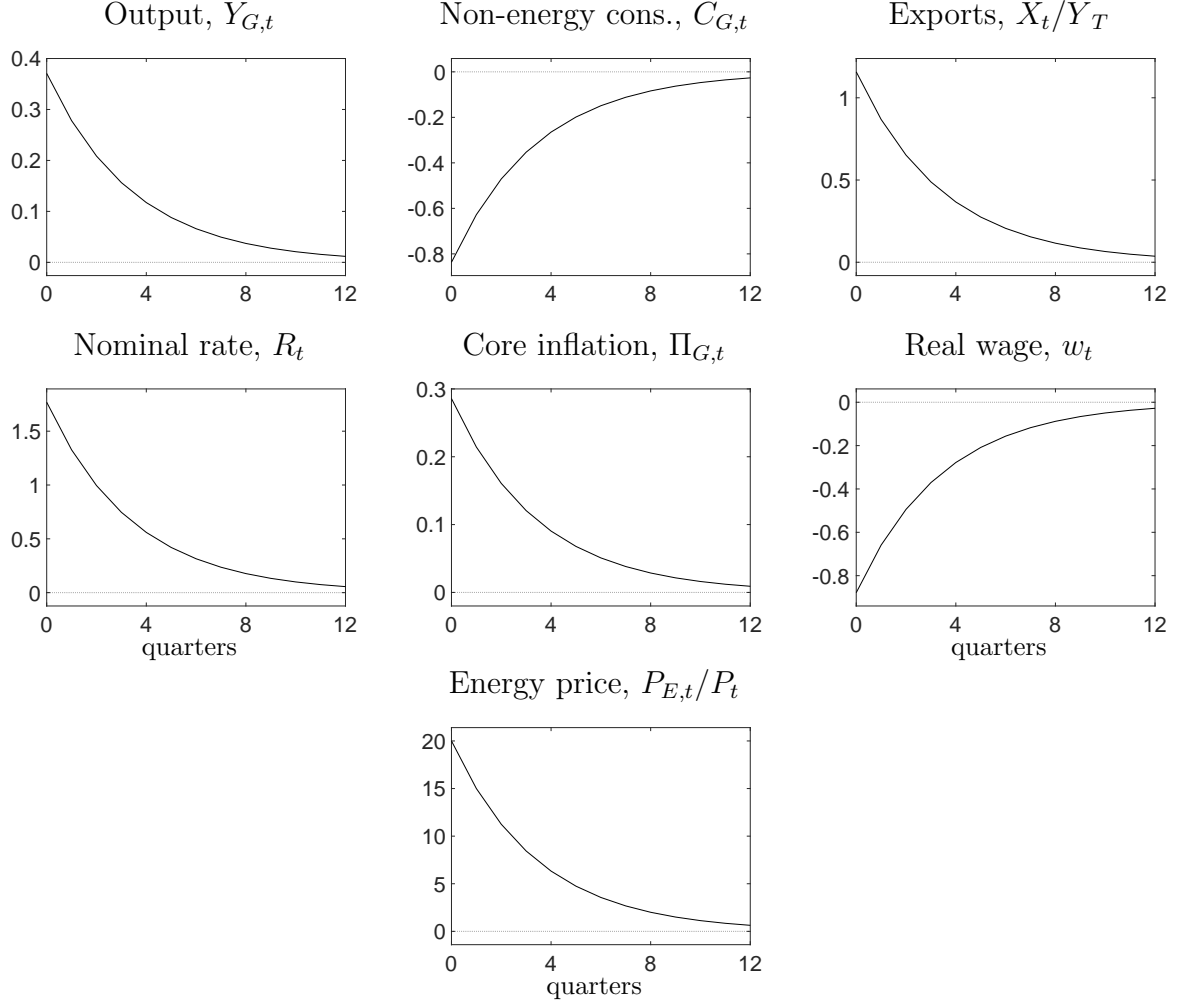 Output, Y_{G,t} Non-energy cons., C_{G,t} Exports, X_t/Y_T
0.4 0.3 0.2 0.1 0
0 -0.2 -0.4 -0.6 -0.8
1 0.5 0
0 4 8 12 0 4 8 12 0 4 8 12
Nominal rate, R_t Core inflation, Π_{G,t} Real wage, w_t
1.5 1 0.5 0
0.3 0.2 0.1 0
0 -0.2 -0.4 -0.6 -0.8
0 4 8 12 0 4 8 12 0 4 8 12
quarters quarters
Energy price, P_{E,t}/P_t
20
15
10
5
0
0 4 8 12
quarters